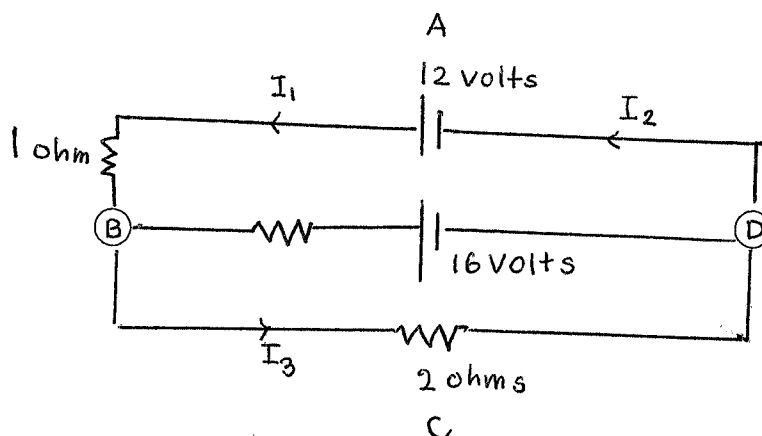 A
12 volts
I₁
I₂
1 ohm
B
D
16 volts
I₃
2 ohms
C